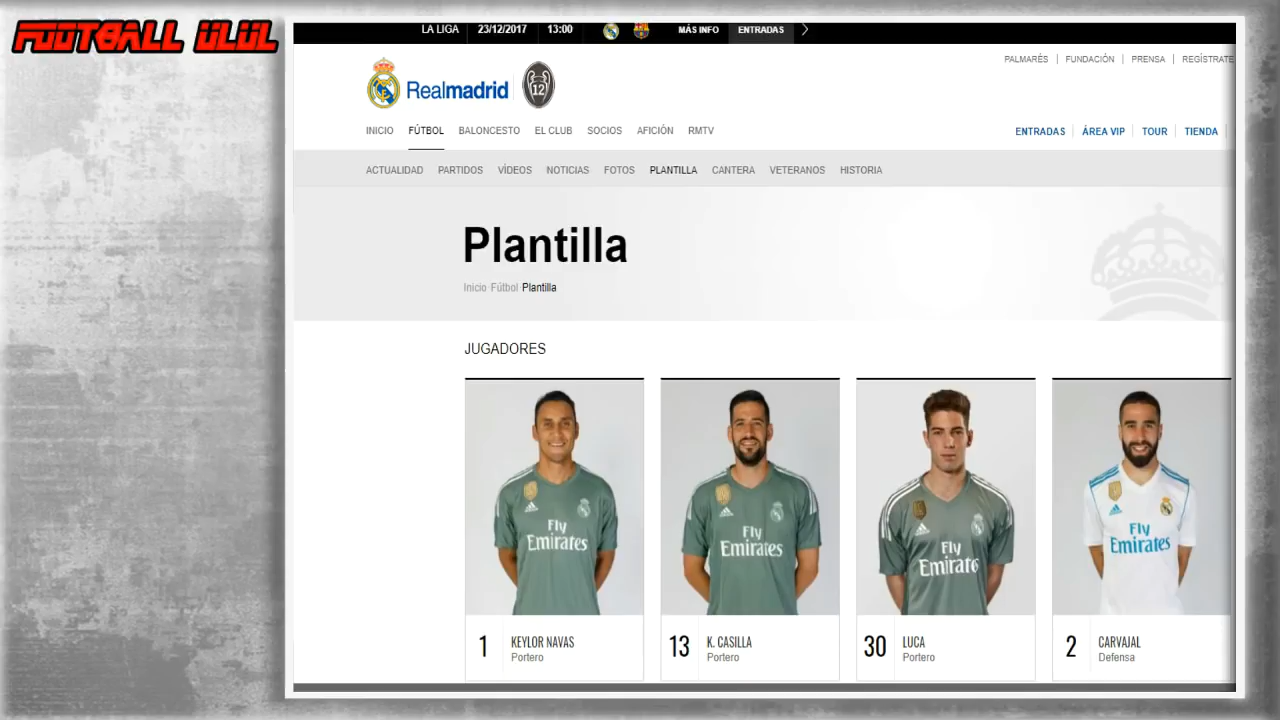 FOOTBALL ULUL
LA LIGA 23/12/2017 13:00 MÁS INFO ENTRADAS
PALMARÉS FUNDACIÓN PRENSA REGÍSTRATE
Realmadrid 12
INICIO FÚTBOL BALONCESTO EL CLUB SOCIOS AFICIÓN RMTV
ENTRADAS ÁREA VIP TOUR TIENDA
ACTUALIDAD PARTIDOS VÍDEOS NOTICIAS FOTOS PLANTILLA CANTERA VETERANOS HISTORIA
Plantilla
Inicio Fútbol Plantilla
JUGADORES
Fly Emirates
Fly Emirates
Fly Emirates
Fly Emirates
1 KEYLOR NAVAS
Portero
13 K. CASILLA
Portero
30 LUCA
Portero
2 CARVAJAL
Defensa